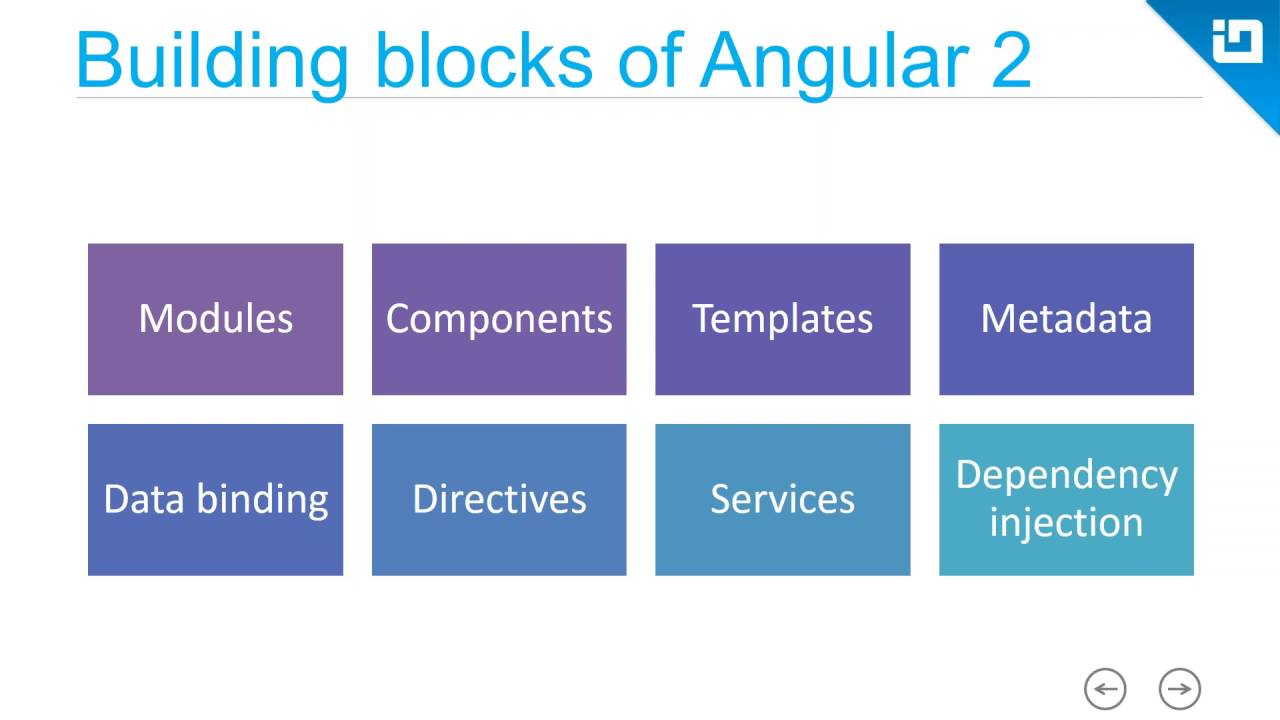 Building blocks of Angular 2
Modules
Components
Templates
Metadata
Data binding
Directives
Services
Dependency
injection